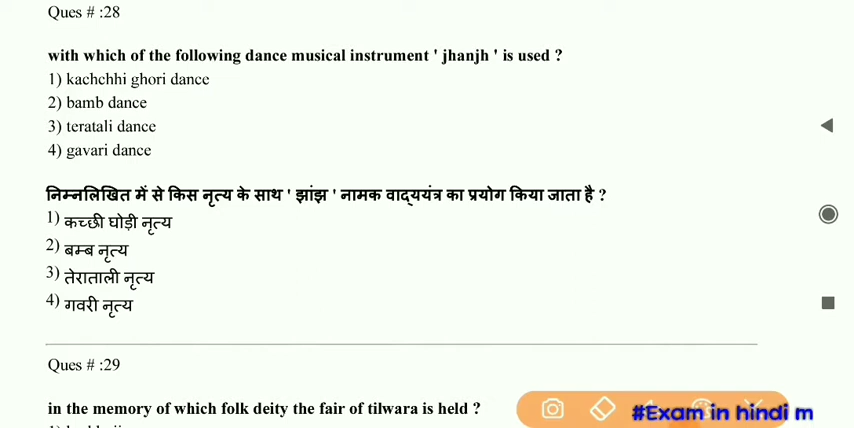 Ques # :28
with which of the following dance musical instrument ' jhanjh ' is used ?
1) kachchhi ghori dance
2) bamb dance
3) teratali dance
4) gavari dance
निम्नलिखित में से किस नृत्य के साथ ' झांझ ' नामक वाद्ययंत्र का प्रयोग किया जाता है ?
1) कच्छी घोड़ी नृत्य
2) बम्ब नृत्य
3) तेराताली नृत्य
4) गवरी नृत्य
Ques # :29
in the memory of which folk deity the fair of tilwara is held ?
#Exam in hindi m